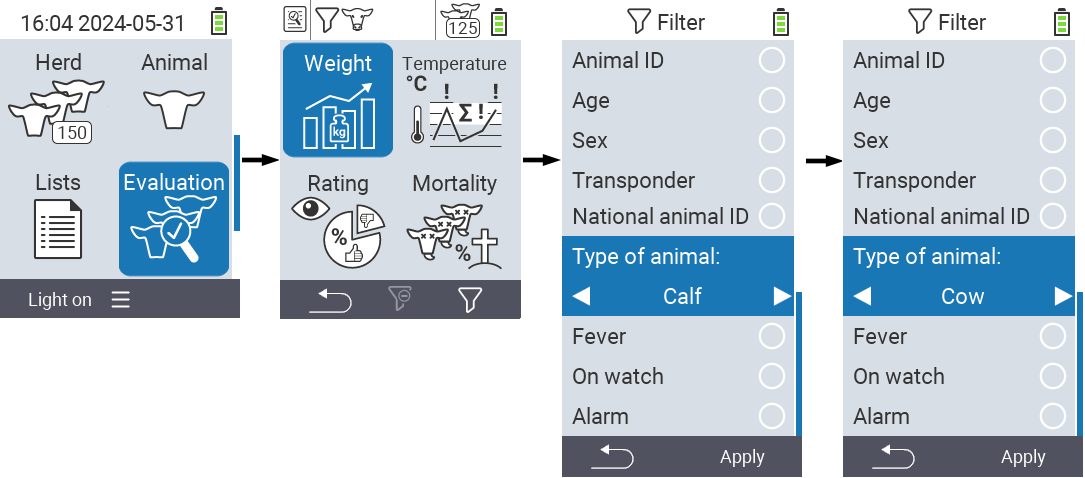 16:04 2024-05-31
Herd
Animal
150
Lists
Evaluation
Light on
125
Weight
kg
Temperature
°C
! !
Σ !
Rating
%
Mortality
%
Filter
Animal ID
Age
Sex
Transponder
National animal ID
Type of animal:
Calf
Fever
On watch
Alarm
Apply
Filter
Animal ID
Age
Sex
Transponder
National animal ID
Type of animal:
Cow
Fever
On watch
Alarm
Apply